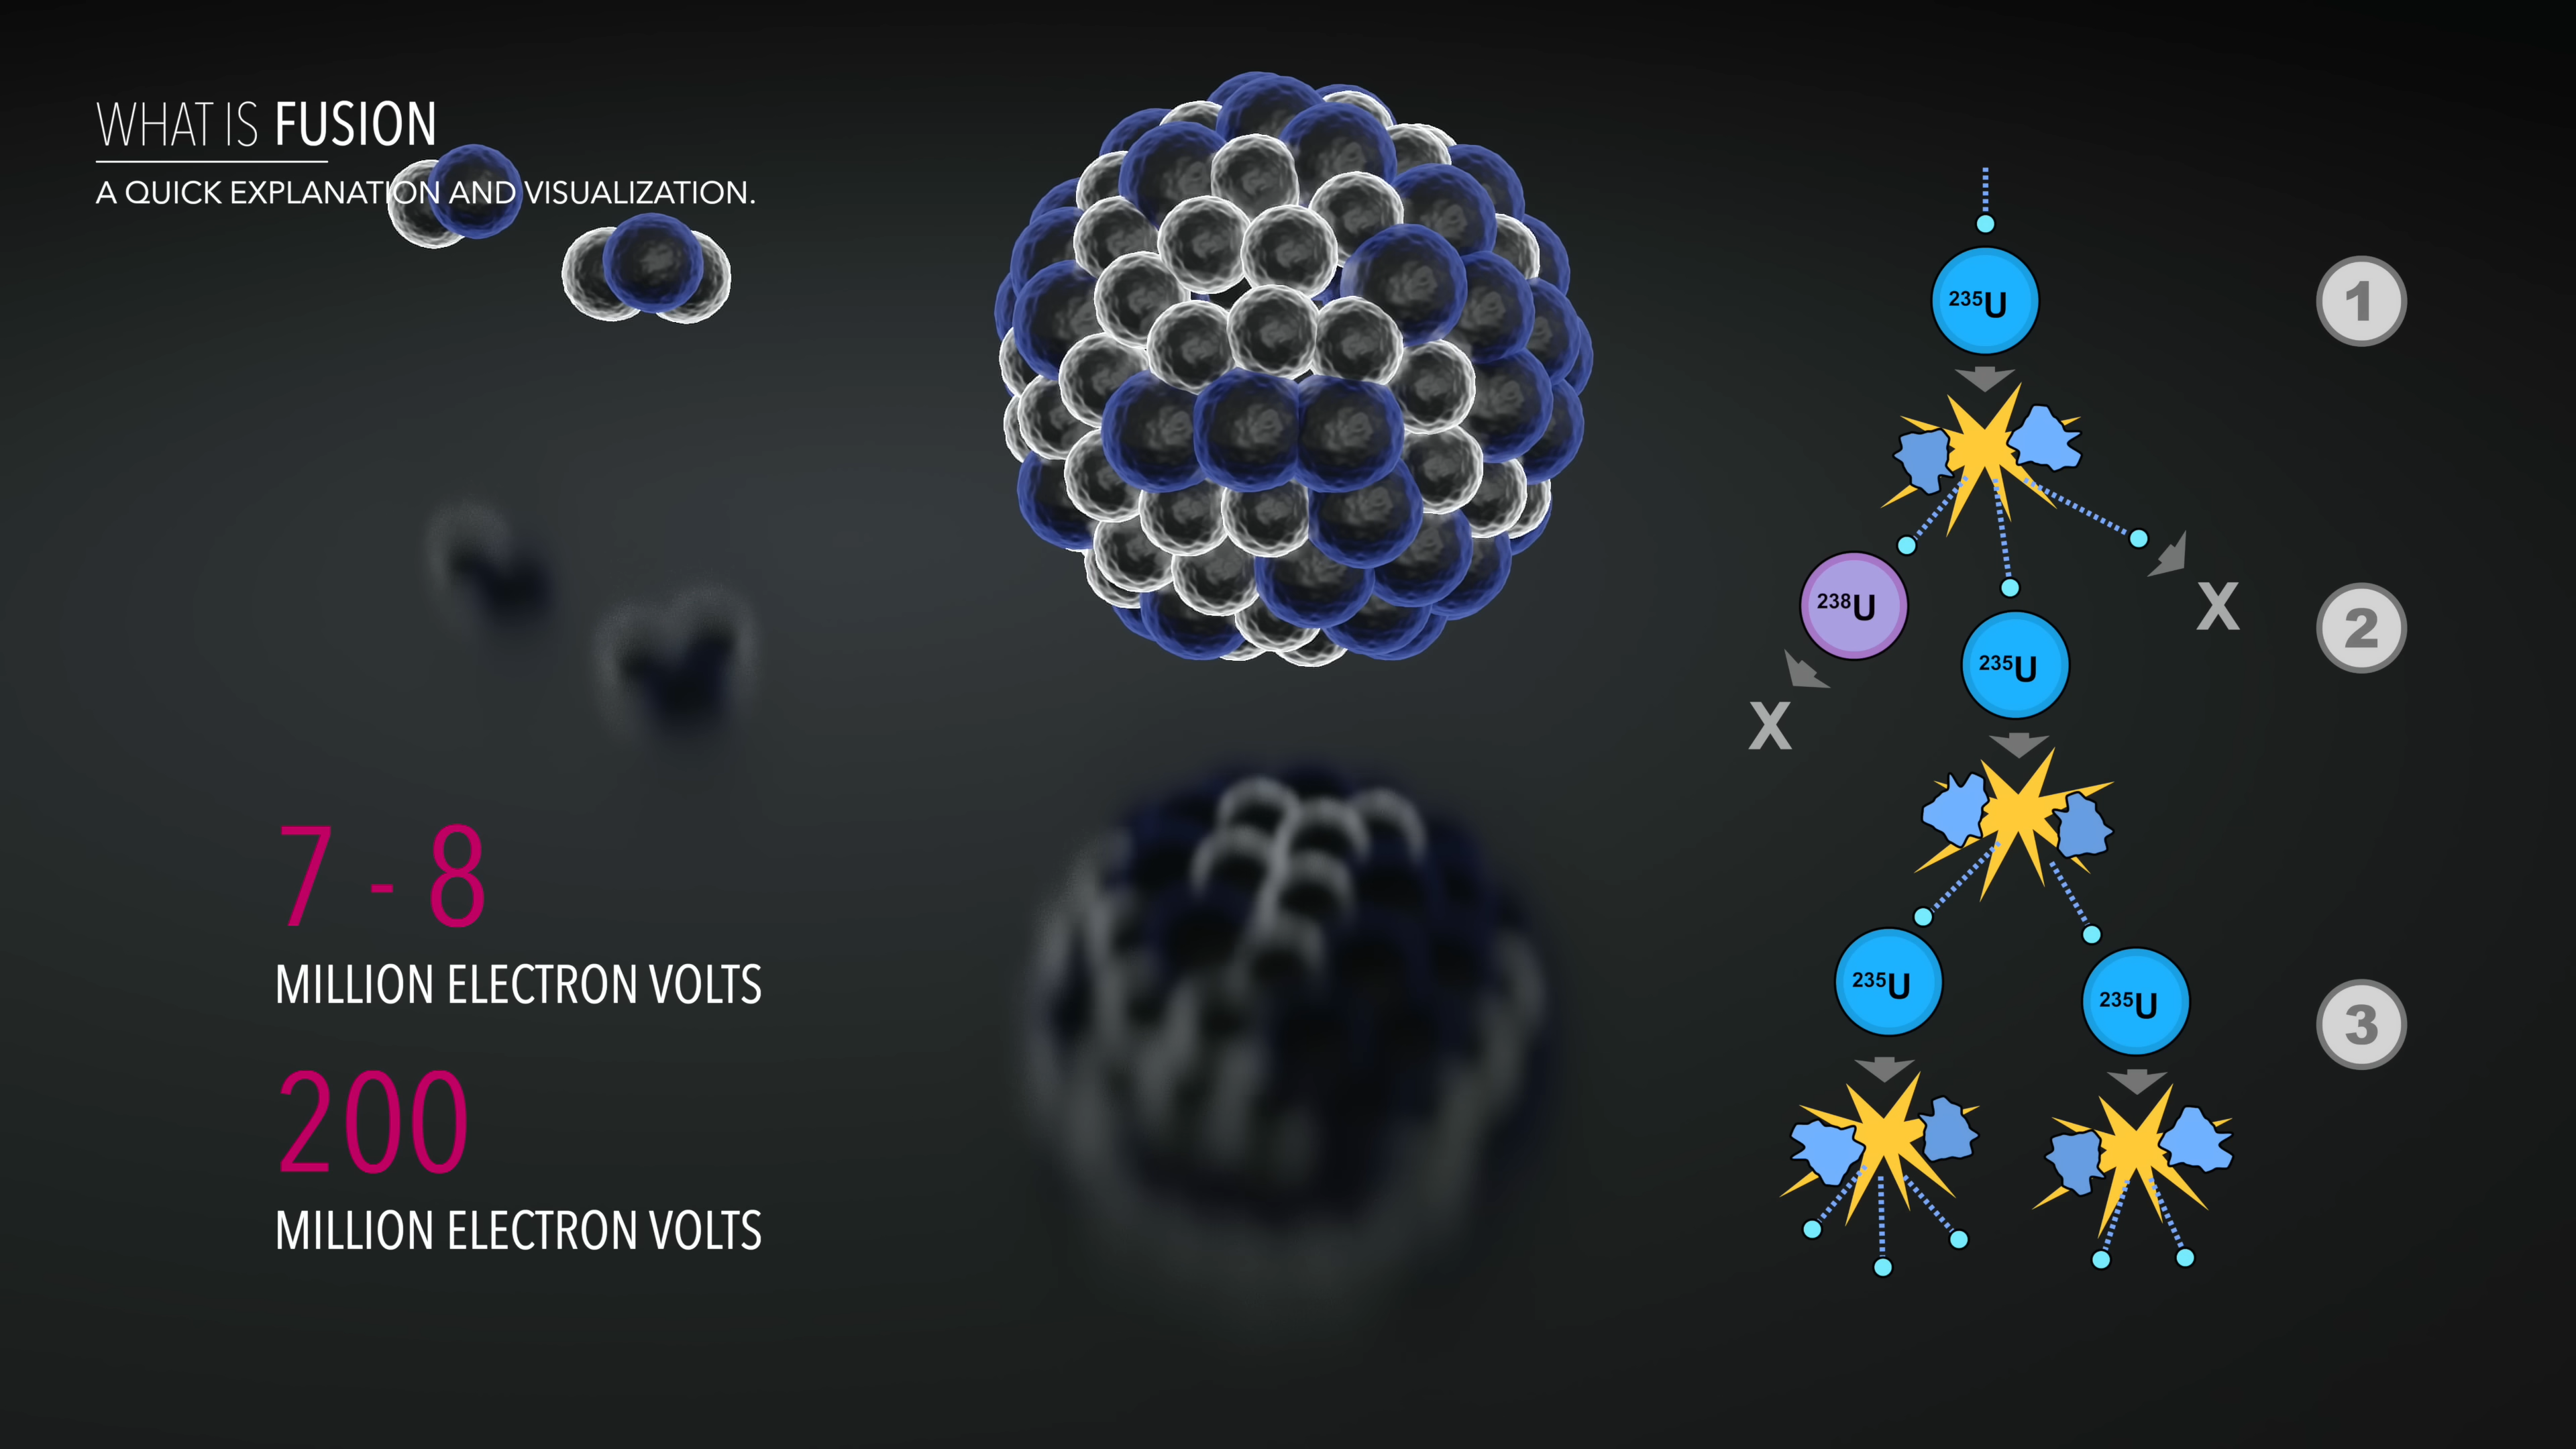 WHAT IS FUSION
A QUICK EXPLANATION AND VISUALIZATION.
7 - 8
MILLION ELECTRON VOLTS
200
MILLION ELECTRON VOLTS
²³⁵U
1
²³⁸U
X
2
²³⁵U
X
²³⁵U
²³⁵U
3